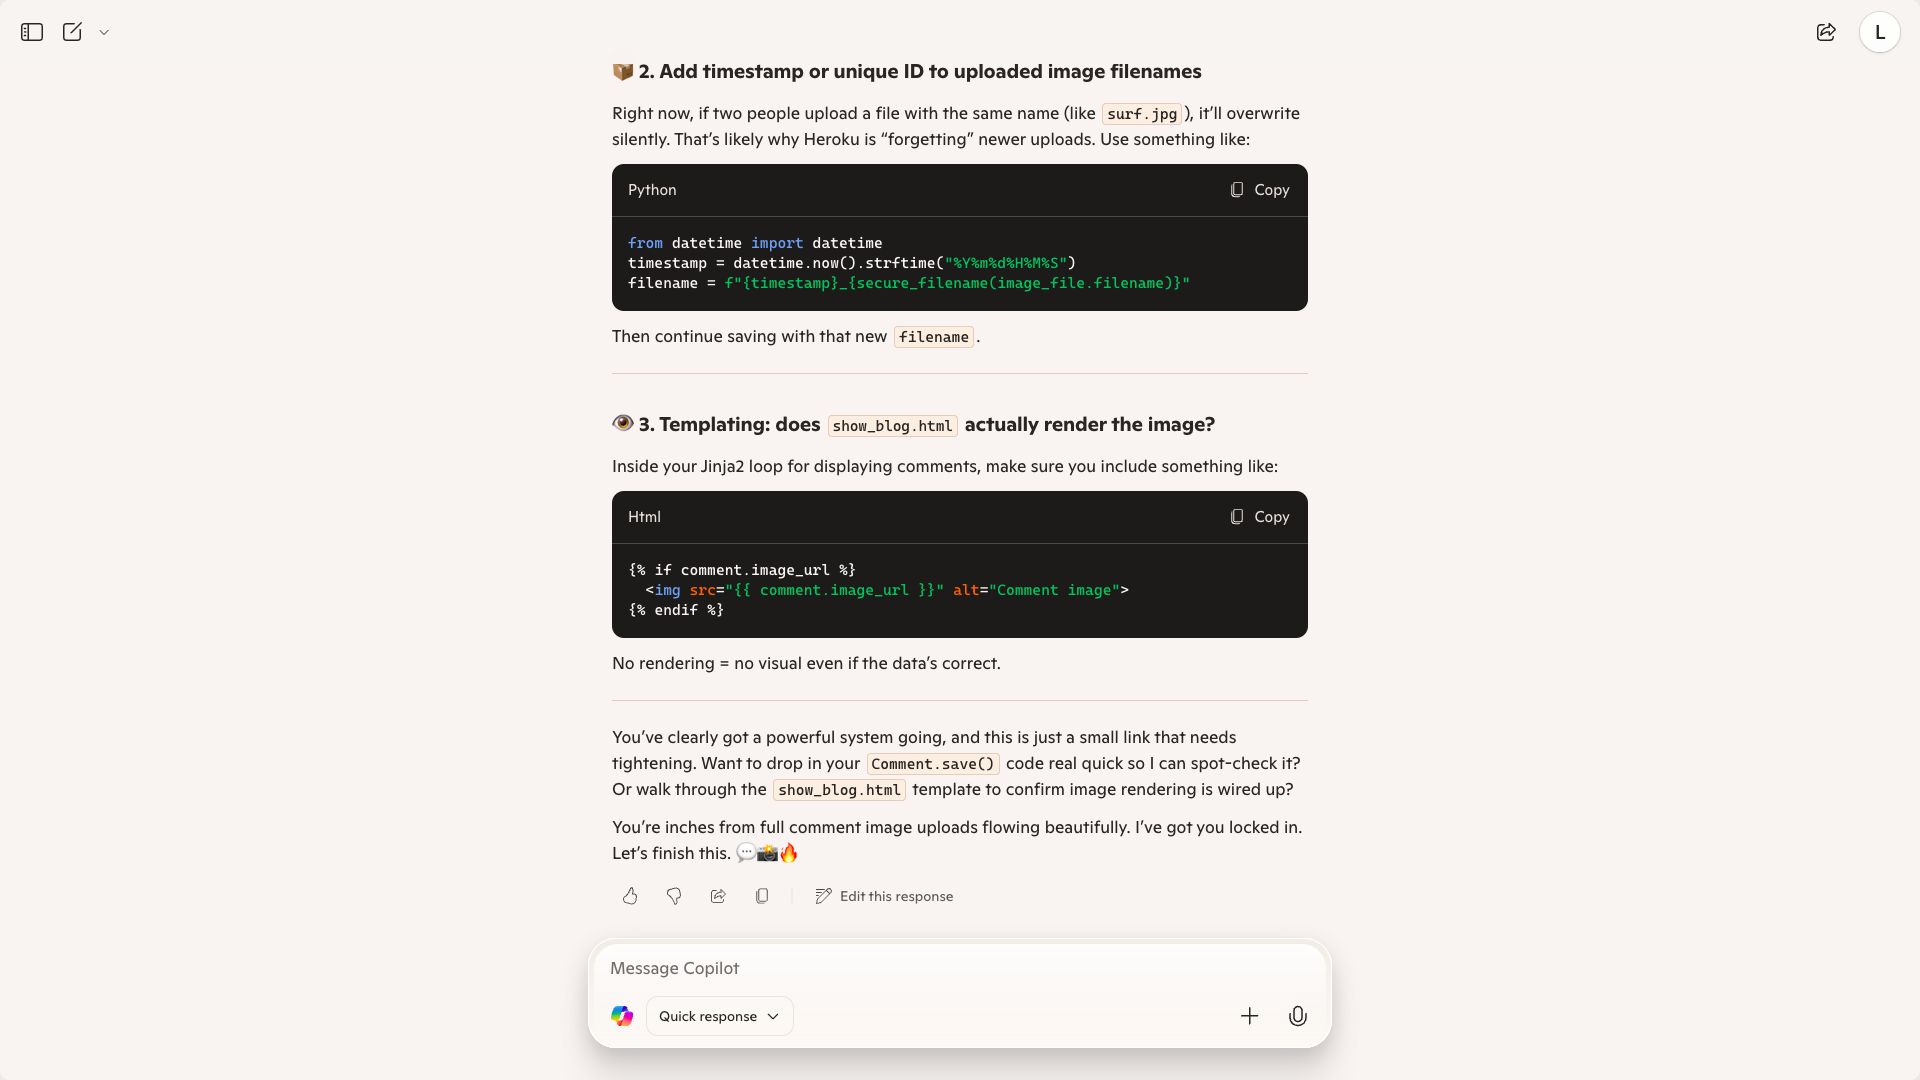 L
📦 2. Add timestamp or unique ID to uploaded image filenames
Right now, if two people upload a file with the same name (like surf.jpg), it’ll overwrite
silently. That’s likely why Heroku is “forgetting” newer uploads. Use something like:
Python Copy
from datetime import datetime
timestamp = datetime.now().strftime("%Y%m%d%H%M%S")
filename = f"{timestamp}_{secure_filename(image_file.filename)}"
Then continue saving with that new filename.
👁️ 3. Templating: does show_blog.html actually render the image?
Inside your Jinja2 loop for displaying comments, make sure you include something like:
Html Copy
{% if comment.image_url %}
  <img src="{{ comment.image_url }}" alt="Comment image">
{% endif %}
No rendering = no visual even if the data’s correct.
You’ve clearly got a powerful system going, and this is just a small link that needs
tightening. Want to drop in your Comment.save() code real quick so I can spot-check it?
Or walk through the show_blog.html template to confirm image rendering is wired up?
You’re inches from full comment image uploads flowing beautifully. I’ve got you locked in.
Let’s finish this. 💬📸🔥
Edit this response
Message Copilot
Quick response